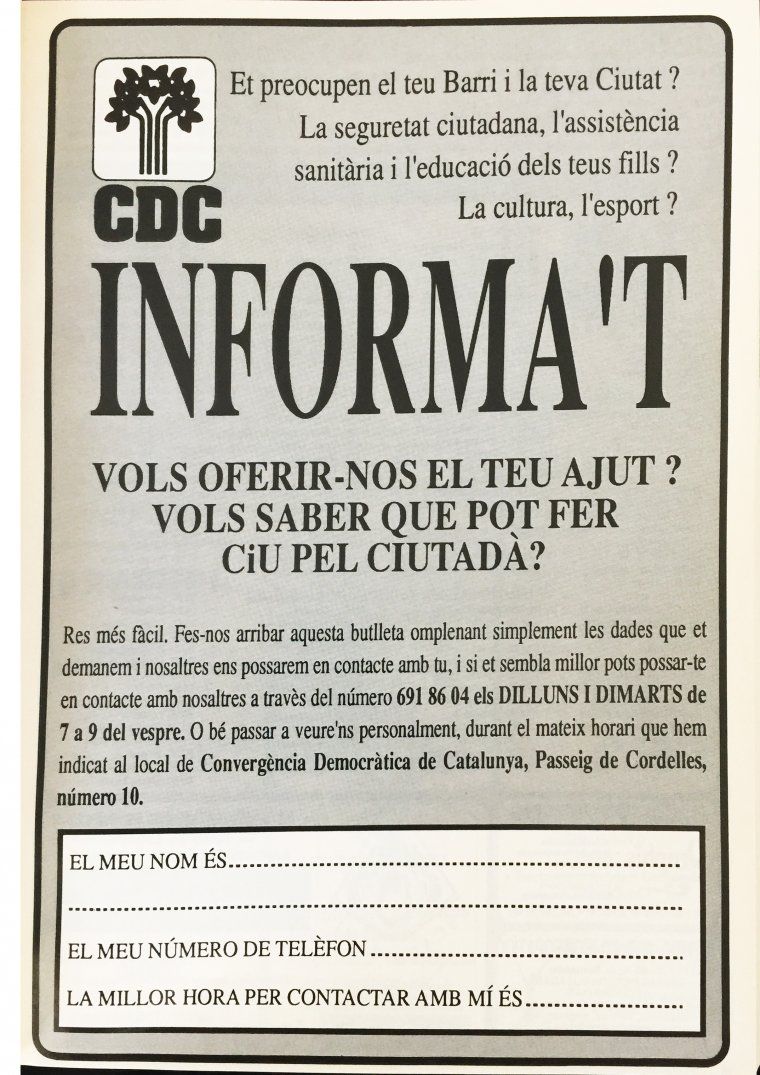 Et preocupen el teu Barri i la teva Ciutat ?
La seguretat ciutadana, l'assistència
sanitària i l'educació dels teus fills ?
La cultura, l'esport ?
CDC
INFORMA'T
VOLS OFERIR-NOS EL TEU AJUT ?
VOLS SABER QUE POT FER
CiU PEL CIUTADÀ?
Res més fàcil. Fes-nos arribar aquesta butlleta omplenant simplement les dades que et
demanem i nosaltres ens possarem en contacte amb tu, i si et sembla millor pots possar-te
en contacte amb nosaltres a través del número 691 86 04 els DILLUNS I DIMARTS de
7 a 9 del vespre. O bé passar a veure'ns personalment, durant el mateix horari que hem
indicat al local de Convergència Democràtica de Catalunya, Passeig de Cordelles,
número 10.
EL MEU NOM ÉS
EL MEU NÚMERO DE TELÈFON
LA MILLOR HORA PER CONTACTAR AMB MÍ ÉS